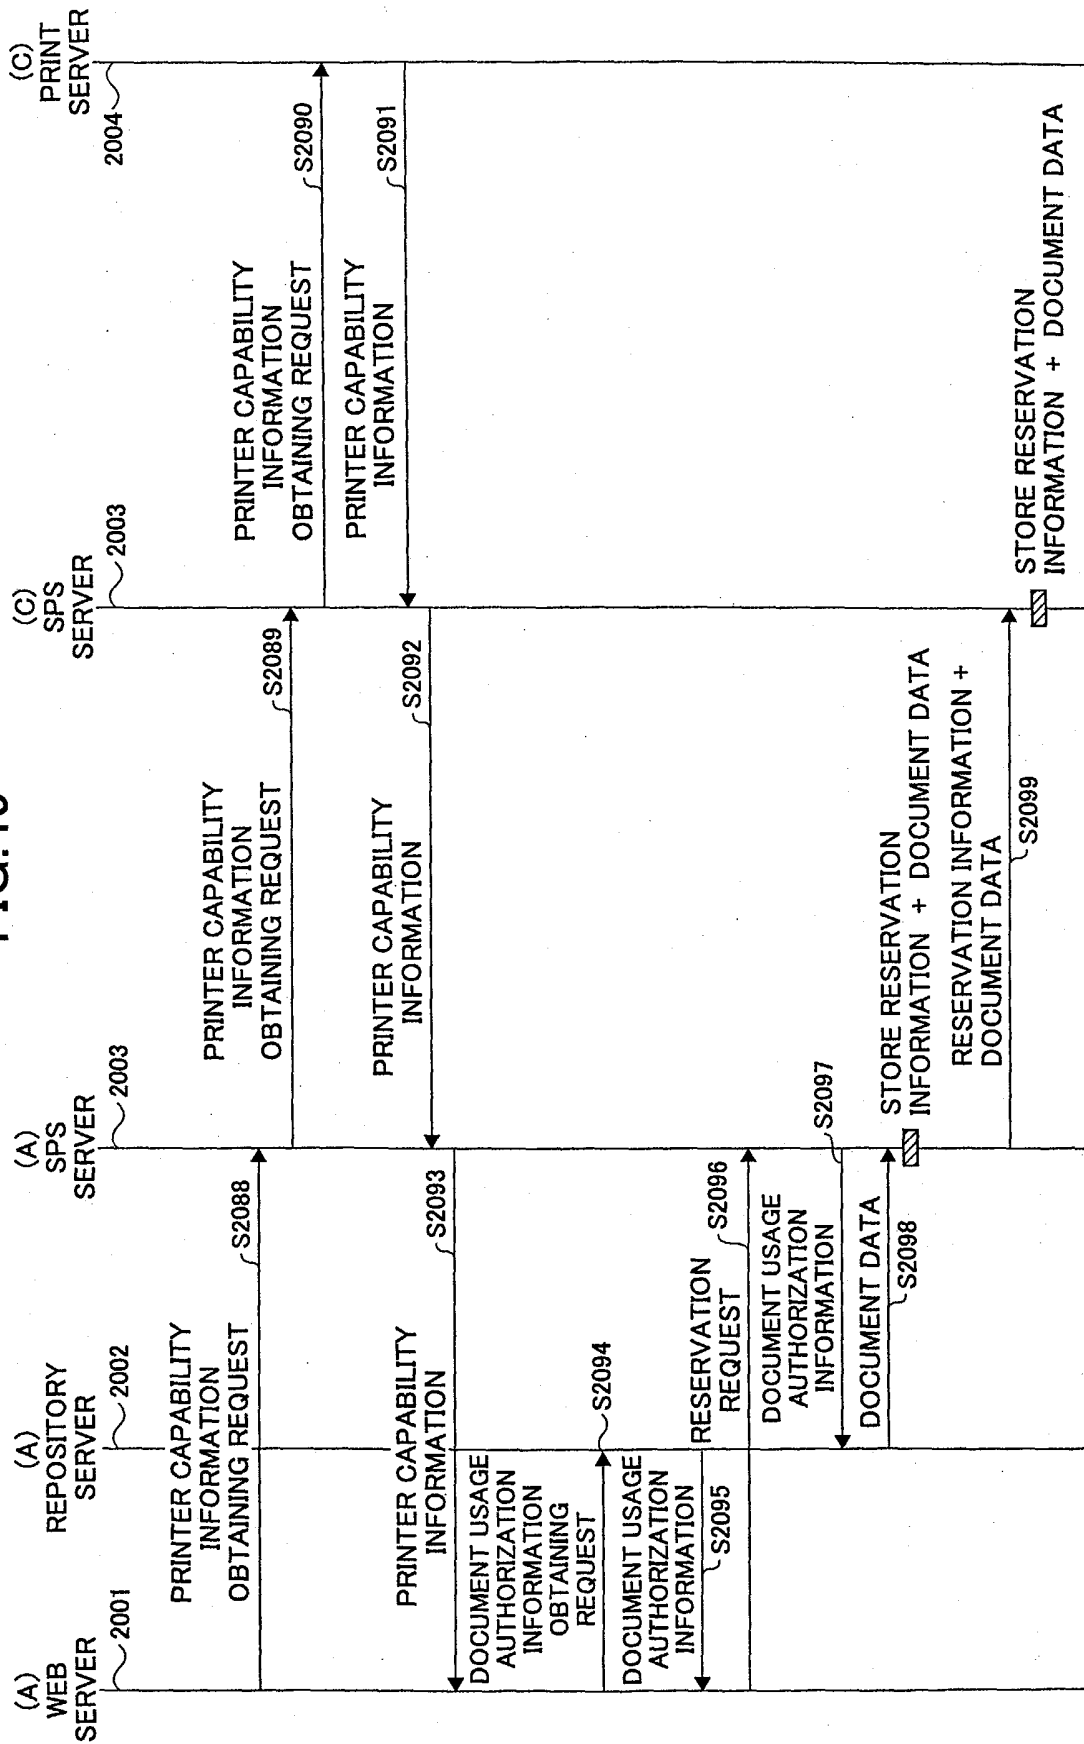 FIG.
(A)
WEB
SERVER
2001
(A)
REPOSITORY
SERVER
2002
(A)
SPS
SERVER
2003
(C)
SPS
SERVER
2003
(C)
PRINT
SERVER
2004
PRINTER CAPABILITY
INFORMATION
OBTAINING REQUEST
S2088
PRINTER CAPABILITY
INFORMATION
OBTAINING REQUEST
S2089
PRINTER CAPABILITY
INFORMATION
OBTAINING REQUEST
S2090
PRINTER CAPABILITY
INFORMATION
S2091
PRINTER CAPABILITY
INFORMATION
S2092
PRINTER CAPABILITY
INFORMATION
S2093
DOCUMENT USAGE
AUTHORIZATION
INFORMATION
OBTAINING
REQUEST
S2094
DOCUMENT USAGE
AUTHORIZATION
INFORMATION
S2095
RESERVATION
REQUEST
S2096
DOCUMENT USAGE
AUTHORIZATION
INFORMATION
S2097
DOCUMENT DATA
S2098
STORE RESERVATION
INFORMATION + DOCUMENT DATA
RESERVATION INFORMATION +
DOCUMENT DATA
S2099
STORE RESERVATION
INFORMATION + DOCUMENT DATA